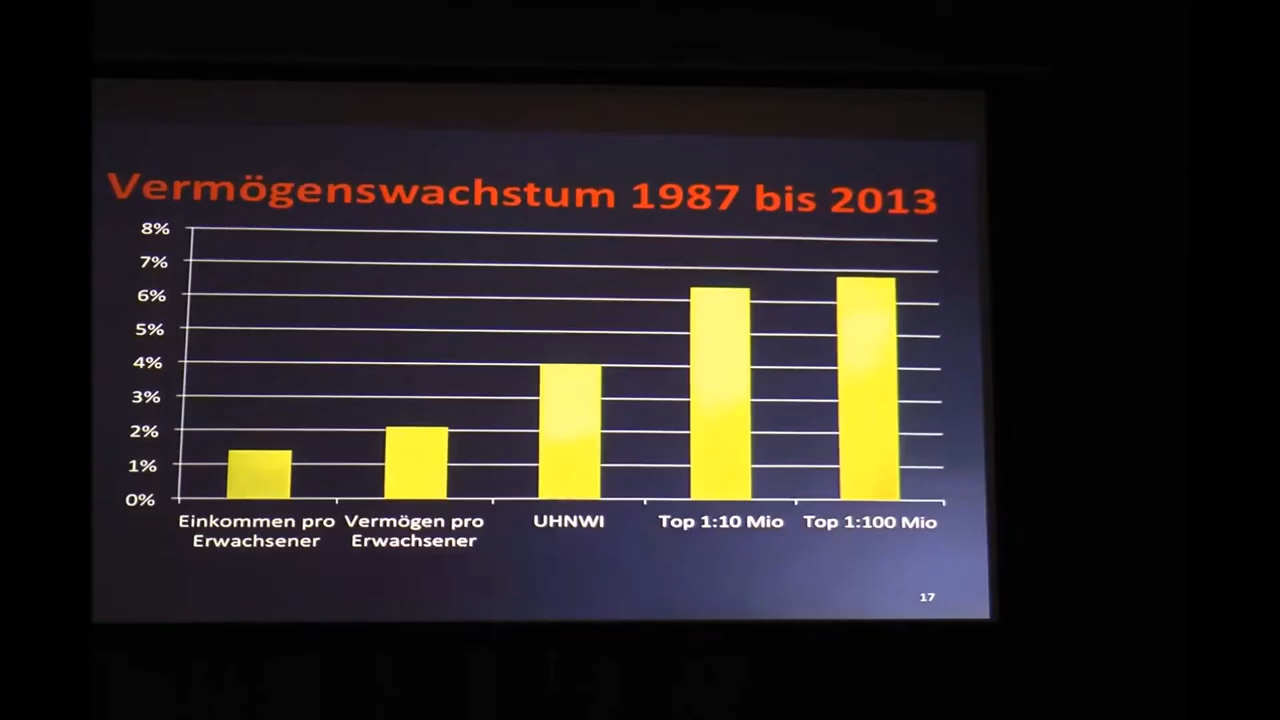 Vermögenswachstum 1987 bis 2013
8%
7%
6%
5%
4%
3%
2%
1%
0%
Einkommen pro Erwachsener
Vermögen pro Erwachsener
UHNWI
Top 1:10 Mio
Top 1:100 Mio
17